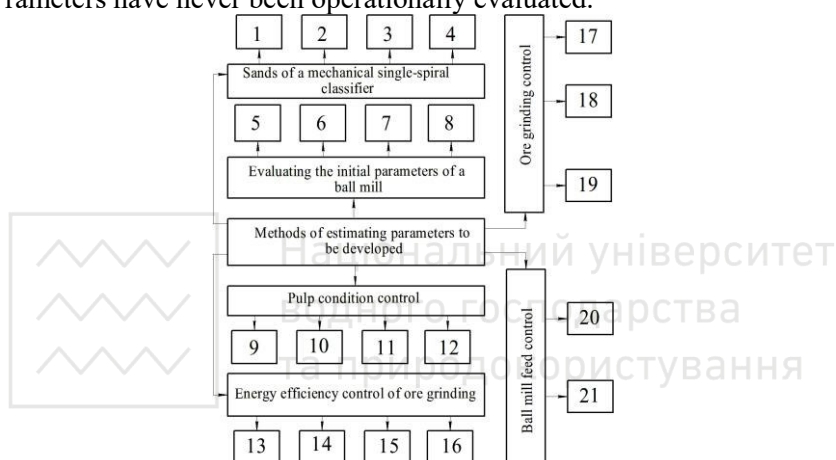 rameters have never been operationally evaluated.
1 2 3 4
Sands of a mechanical single-spiral
classifier
5 6 7 8
Evaluating the initial parameters of a
ball mill
Methods of estimating parameters to
be developed
Pulp condition control
9 10 11 12
Energy efficiency control of ore grinding
13 14 15 16
Ore grinding control
17
18
19
Ball mill feed control
20
21
Національний університет
водного господарства
та природокористування